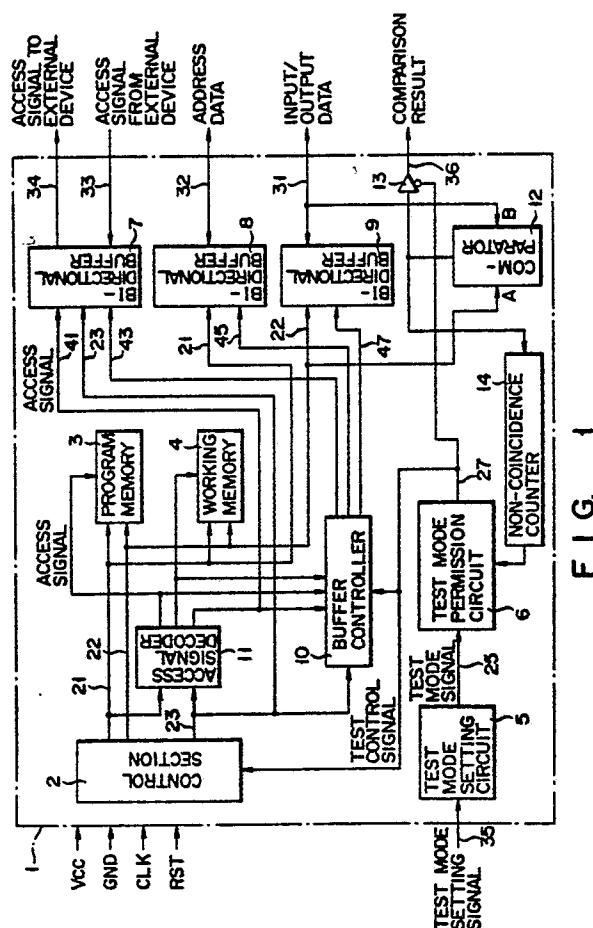 1
VCC
GND
CLK
RST
2
CONTROL
SECTION
21
22
23
ACCESS
SIGNAL
ACCESS
SIGNAL
DECODER
11
3
PROGRAM
MEMORY
4
WORKING
MEMORY
ACCESS SIGNAL
41
23
43
21
45
22
47
BI-
DIRECTIONAL
BUFFER
7
BI-
DIRECTIONAL
BUFFER
8
BI-
DIRECTIONAL
BUFFER
9
34
33
32
31
ACCESS
SIGNAL TO
EXTERNAL
DEVICE
ACCESS
SIGNAL
FROM
EXTERNAL
DEVICE
ADDRESS
DATA
INPUT/
OUTPUT
DATA
COMPARISON
RESULT
10
BUFFER
CONTROLLER
TEST CONTROL
SIGNAL
13
36
A
B
COM-
PARATOR
12
TEST MODE
SETTING
SIGNAL
35
TEST
MODE
SETTING
CIRCUIT
5
TEST
MODE SIGNAL
25
TEST MODE
PERMISSION
CIRCUIT
6
27
14
NON-COINCIDENCE
COUNTER
FIG. 1